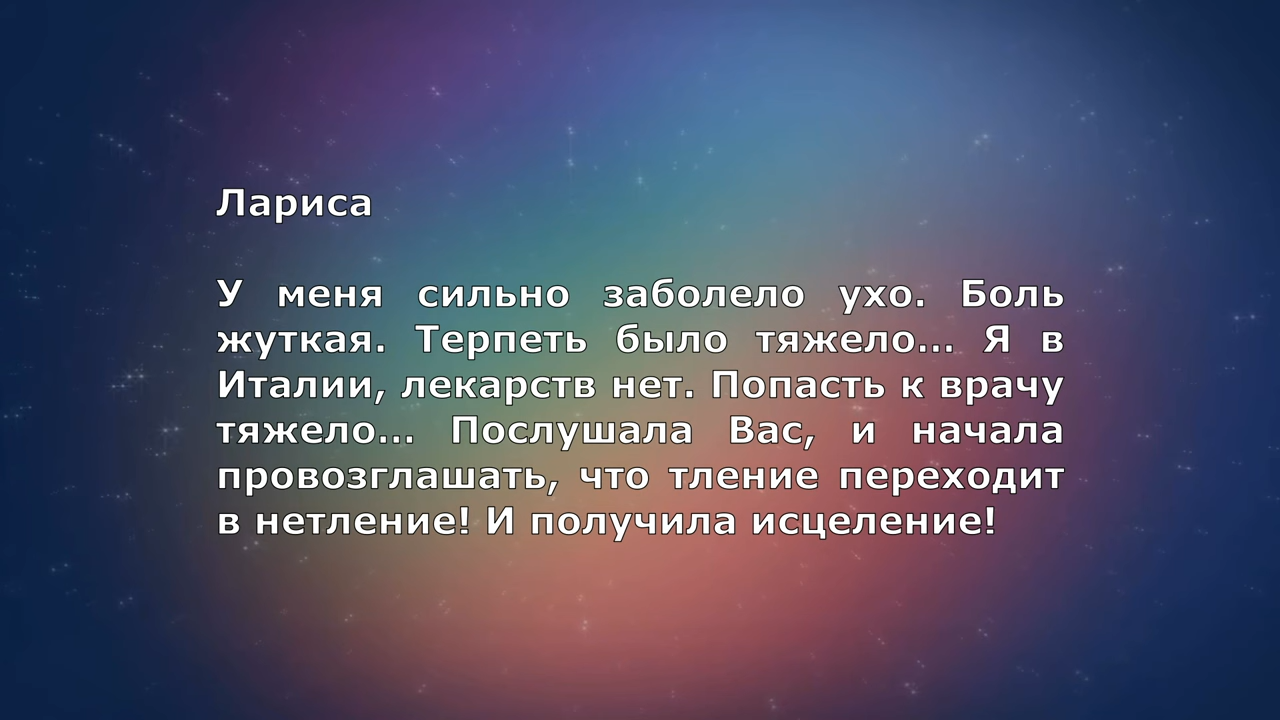 Лариса
У меня сильно заболело ухо. Боль
жуткая. Терпеть было тяжело... Я в
Италии, лекарств нет. Попасть к врачу
тяжело... Послушала Вас, и начала
провозглашать, что тление переходит
в нетление! И получила исцеление!